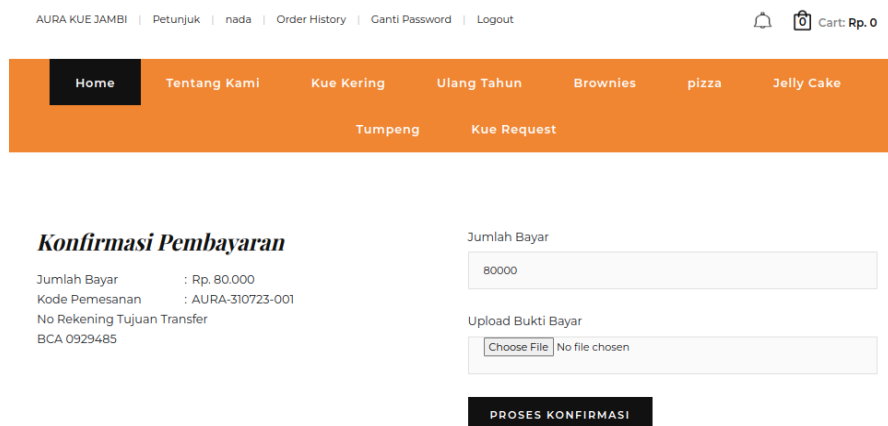 AURA KUE JAMBI | Petunjuk | nada | Order History | Ganti Password | Logout
0 Cart: Rp. 0
Home Tentang Kami Kue Kering Ulang Tahun Brownies pizza Jelly Cake
Tumpeng Kue Request
Konfirmasi Pembayaran
Jumlah Bayar : Rp. 80.000
Kode Pemesanan : AURA-310723-001
No Rekening Tujuan Transfer
BCA 0929485
Jumlah Bayar
80000
Upload Bukti Bayar
Choose File No file chosen
PROSES KONFIRMASI